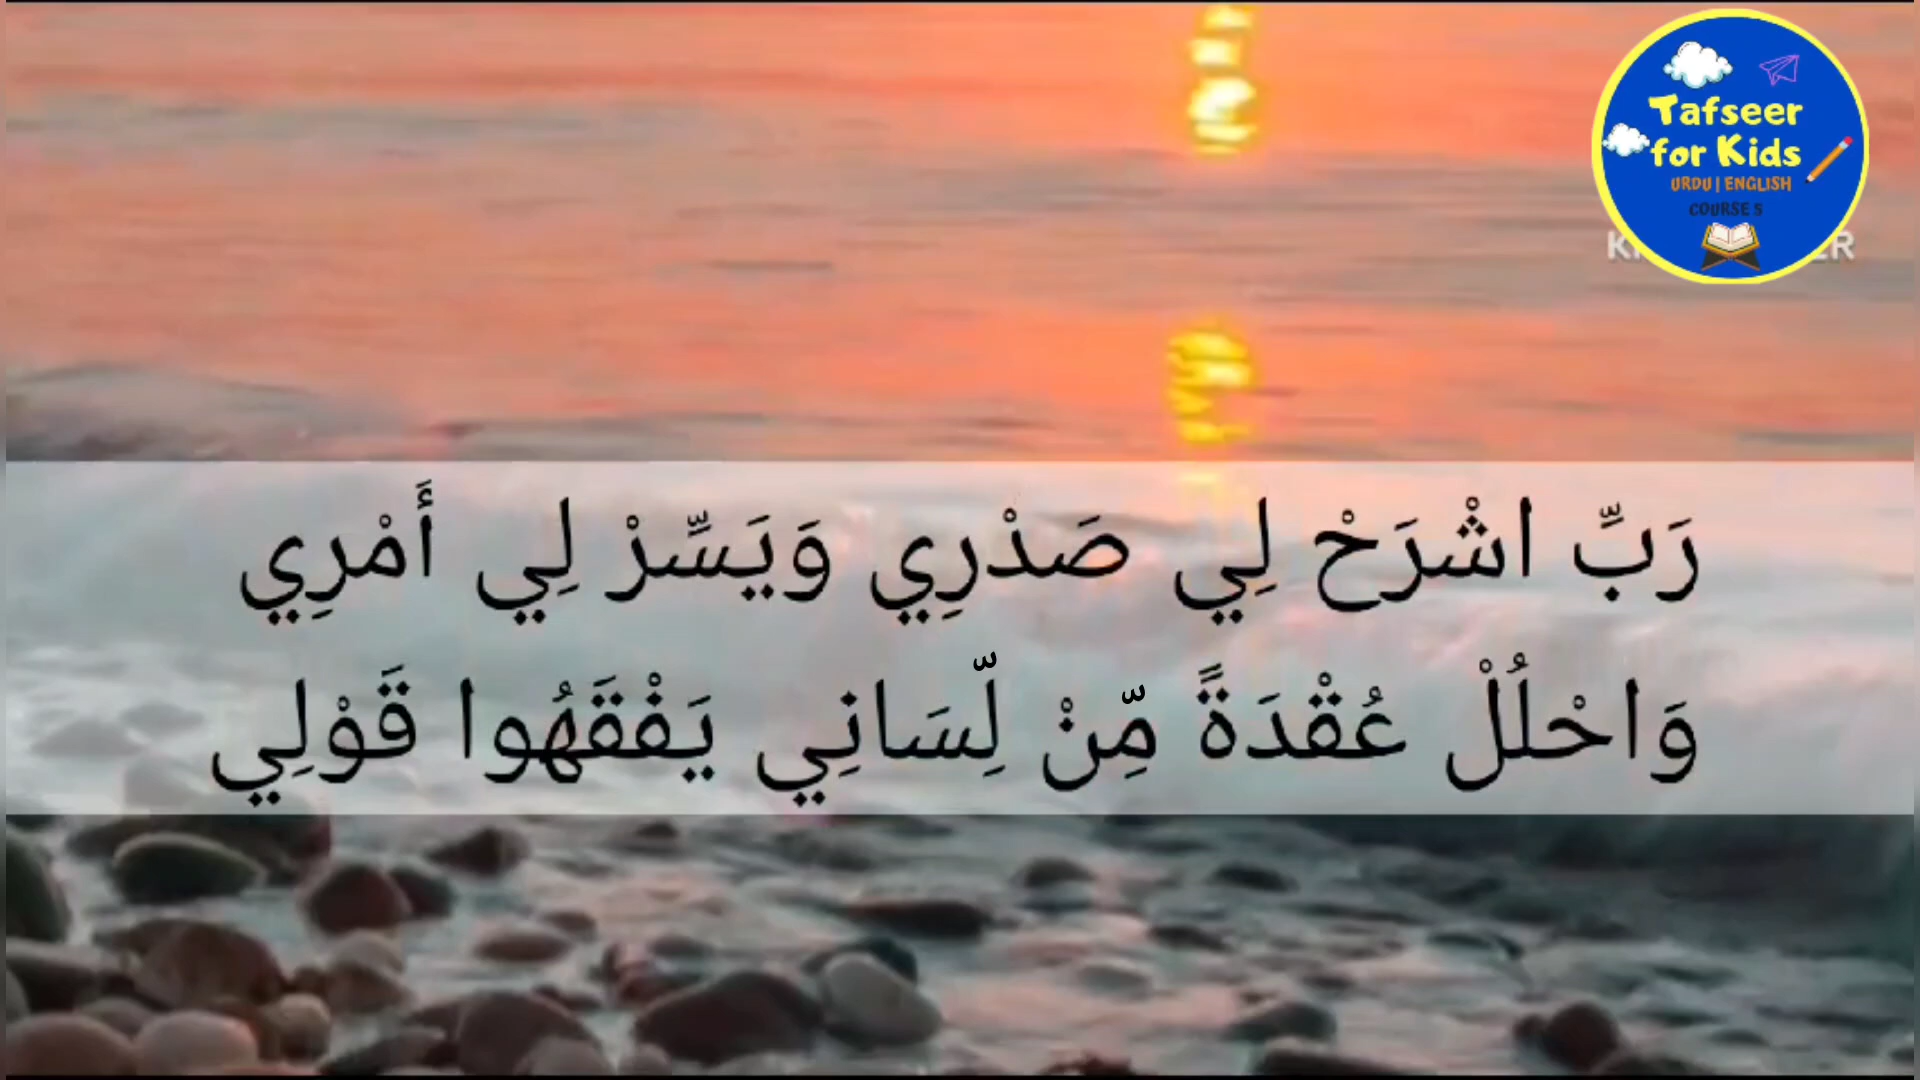 Tafseer
for Kids
URDU | ENGLISH
COURSE S
رَبِّ اشْرَحْ لِي صَدْرِي وَيَسِّرْ لِي أَمْرِي
وَاحْلُلْ عُقْدَةً مِّنْ لِّسَانِي يَفْقَهُوا قَوْلِي